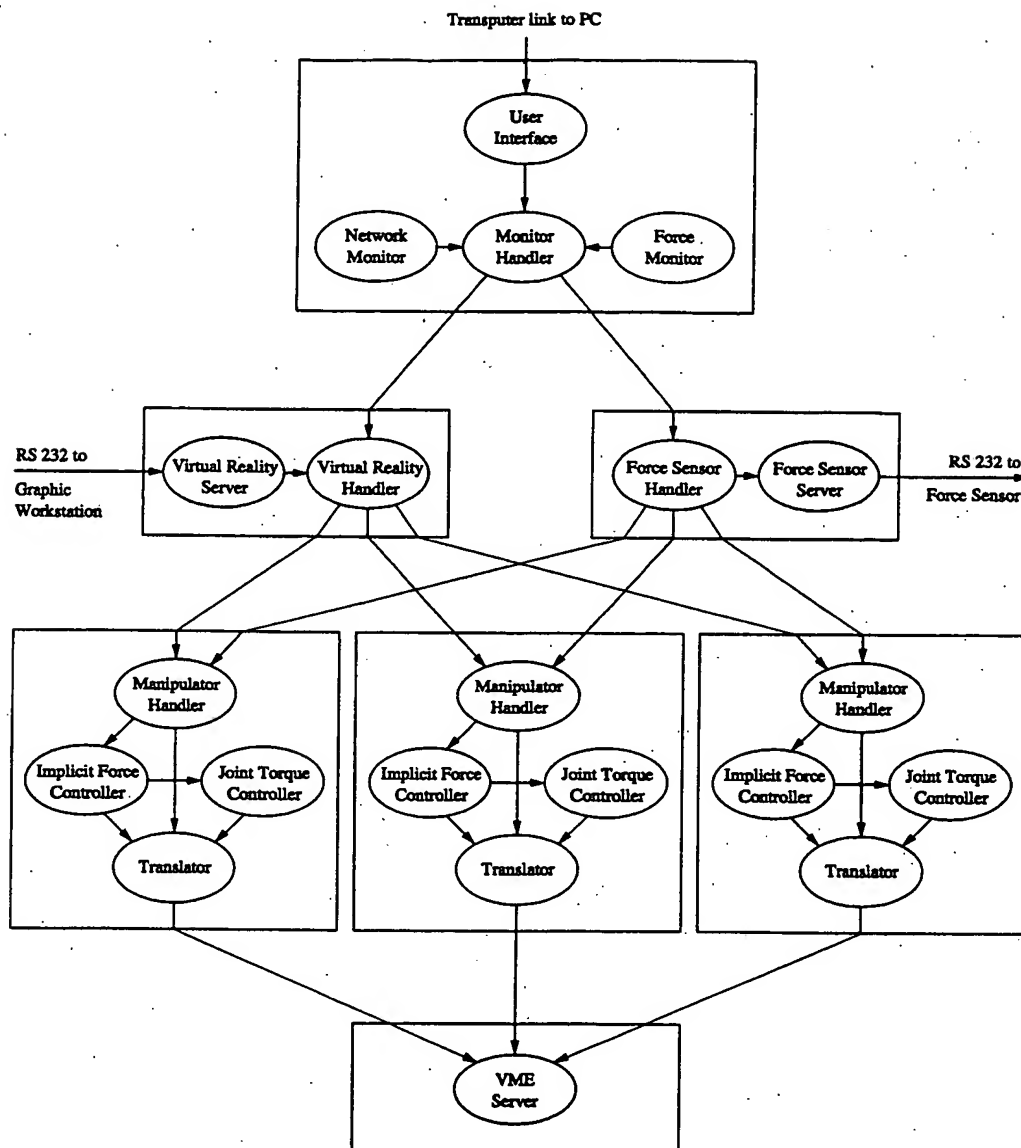 Transputer link to PC
User
Interface
Network
Monitor
Monitor
Handler
Force
Monitor
RS 232 to
Graphic
Workstation
Virtual Reality
Server
Virtual Reality
Handler
Force Sensor
Handler
Force Sensor
Server
RS 232 to
Force Sensor
Manipulator
Handler
Implicit Force
Controller
Joint Torque
Controller
Translator
Manipulator
Handler
Implicit Force
Controller
Joint Torque
Controller
Translator
Manipulator
Handler
Implicit Force
Controller
Joint Torque
Controller
Translator
VME
Server